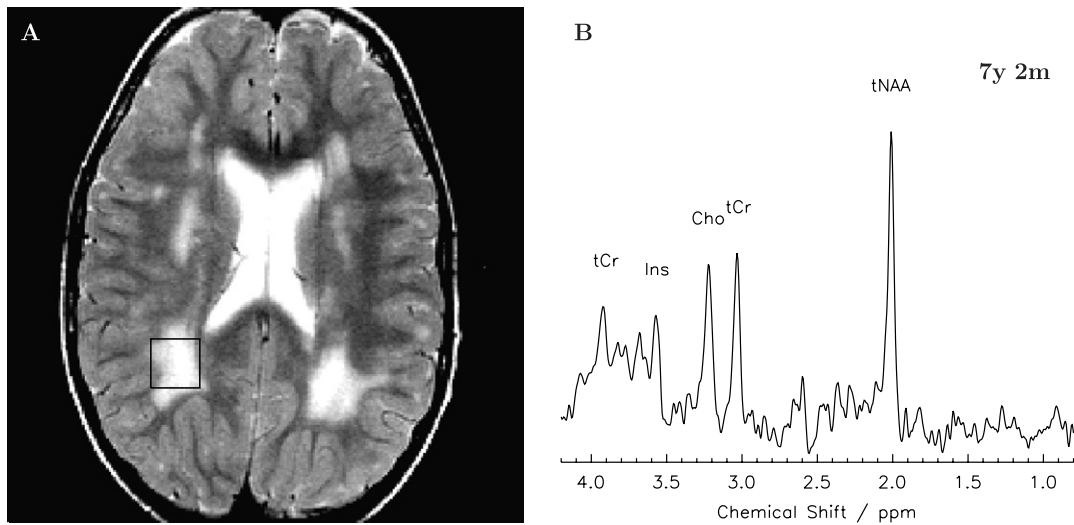 A
B
7y 2m
tNAA
Cho
tCr
tCr
Ins
4.0 3.5 3.0 2.5 2.0 1.5 1.0
Chemical Shift / ppm